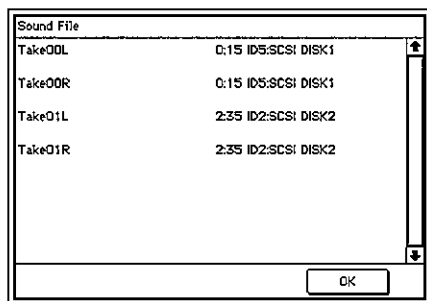 Sound File
Take00L 0:15 ID5:SCSI DISK1
Take00R 0:15 ID5:SCSI DISK1
Take01L 2:35 ID2:SCSI DISK2
Take01R 2:35 ID2:SCSI DISK2
OK